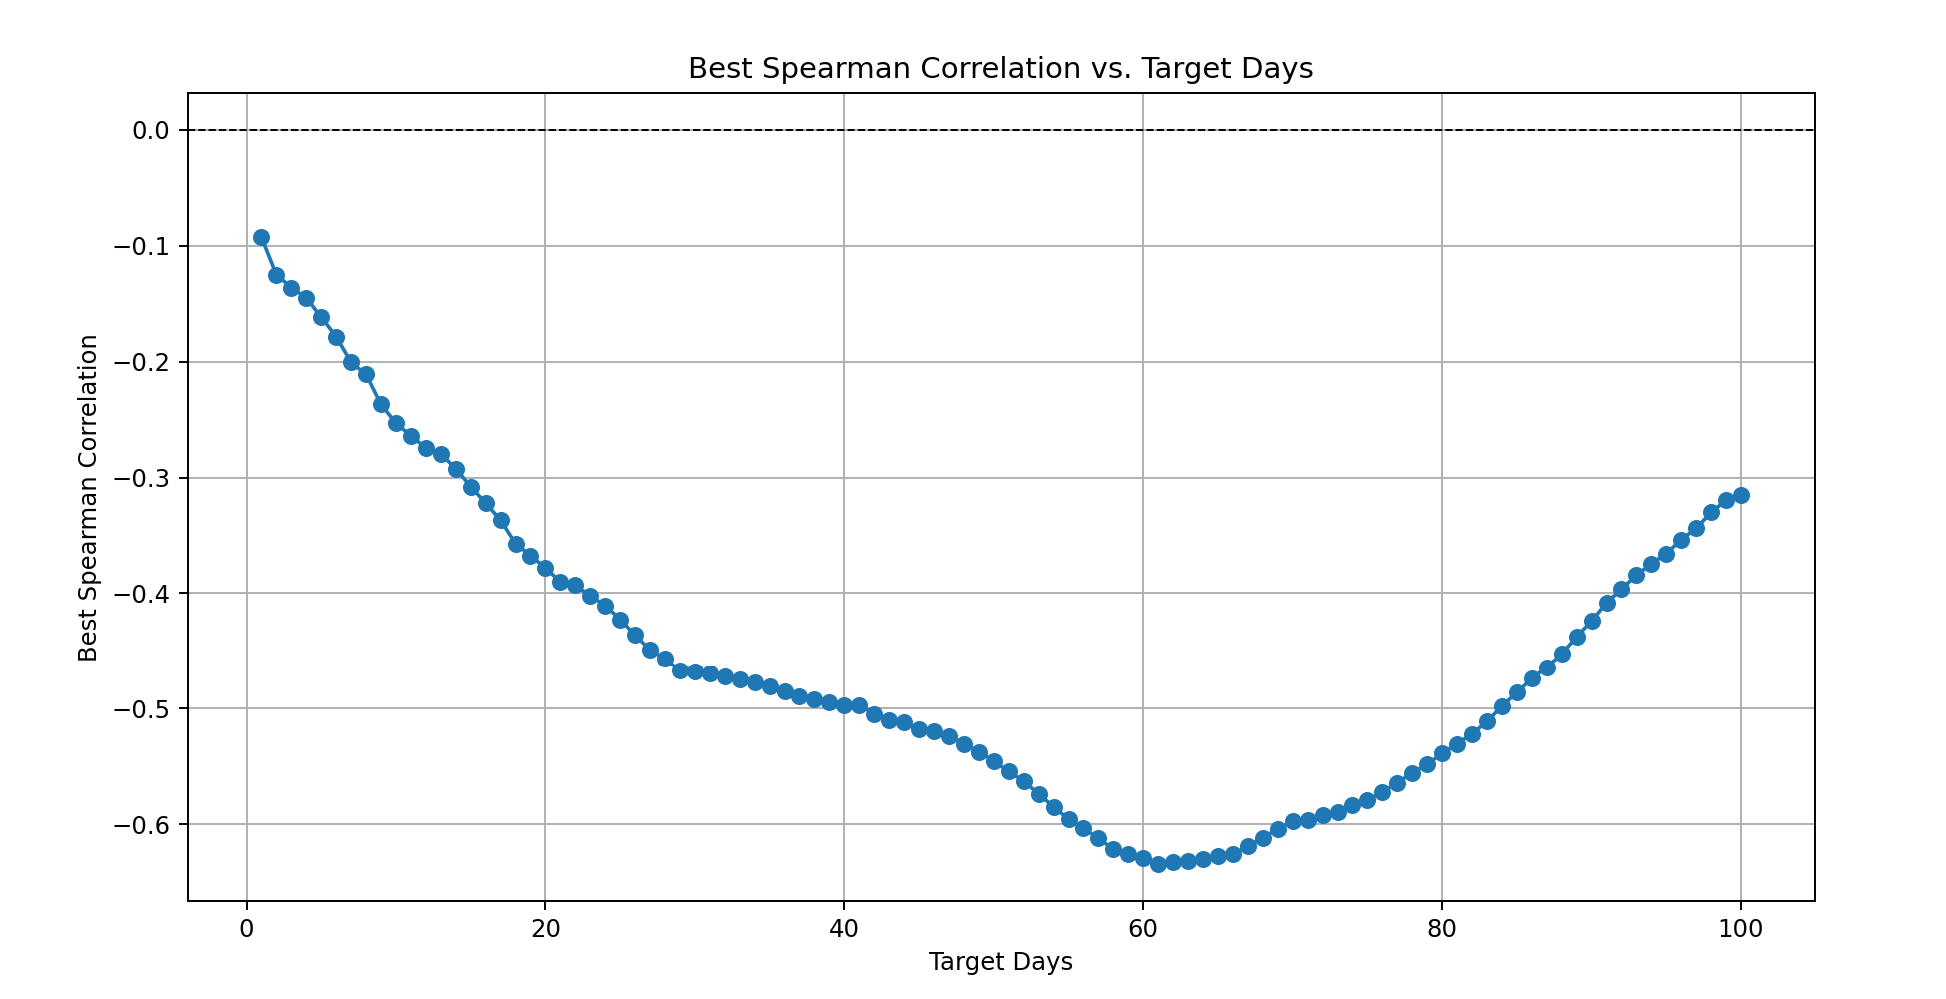 Best Spearman Correlation vs. Target Days
Best Spearman Correlation
0.0
−0.1
−0.2
−0.3
−0.4
−0.5
−0.6
0 20 40 60 80 100
Target Days